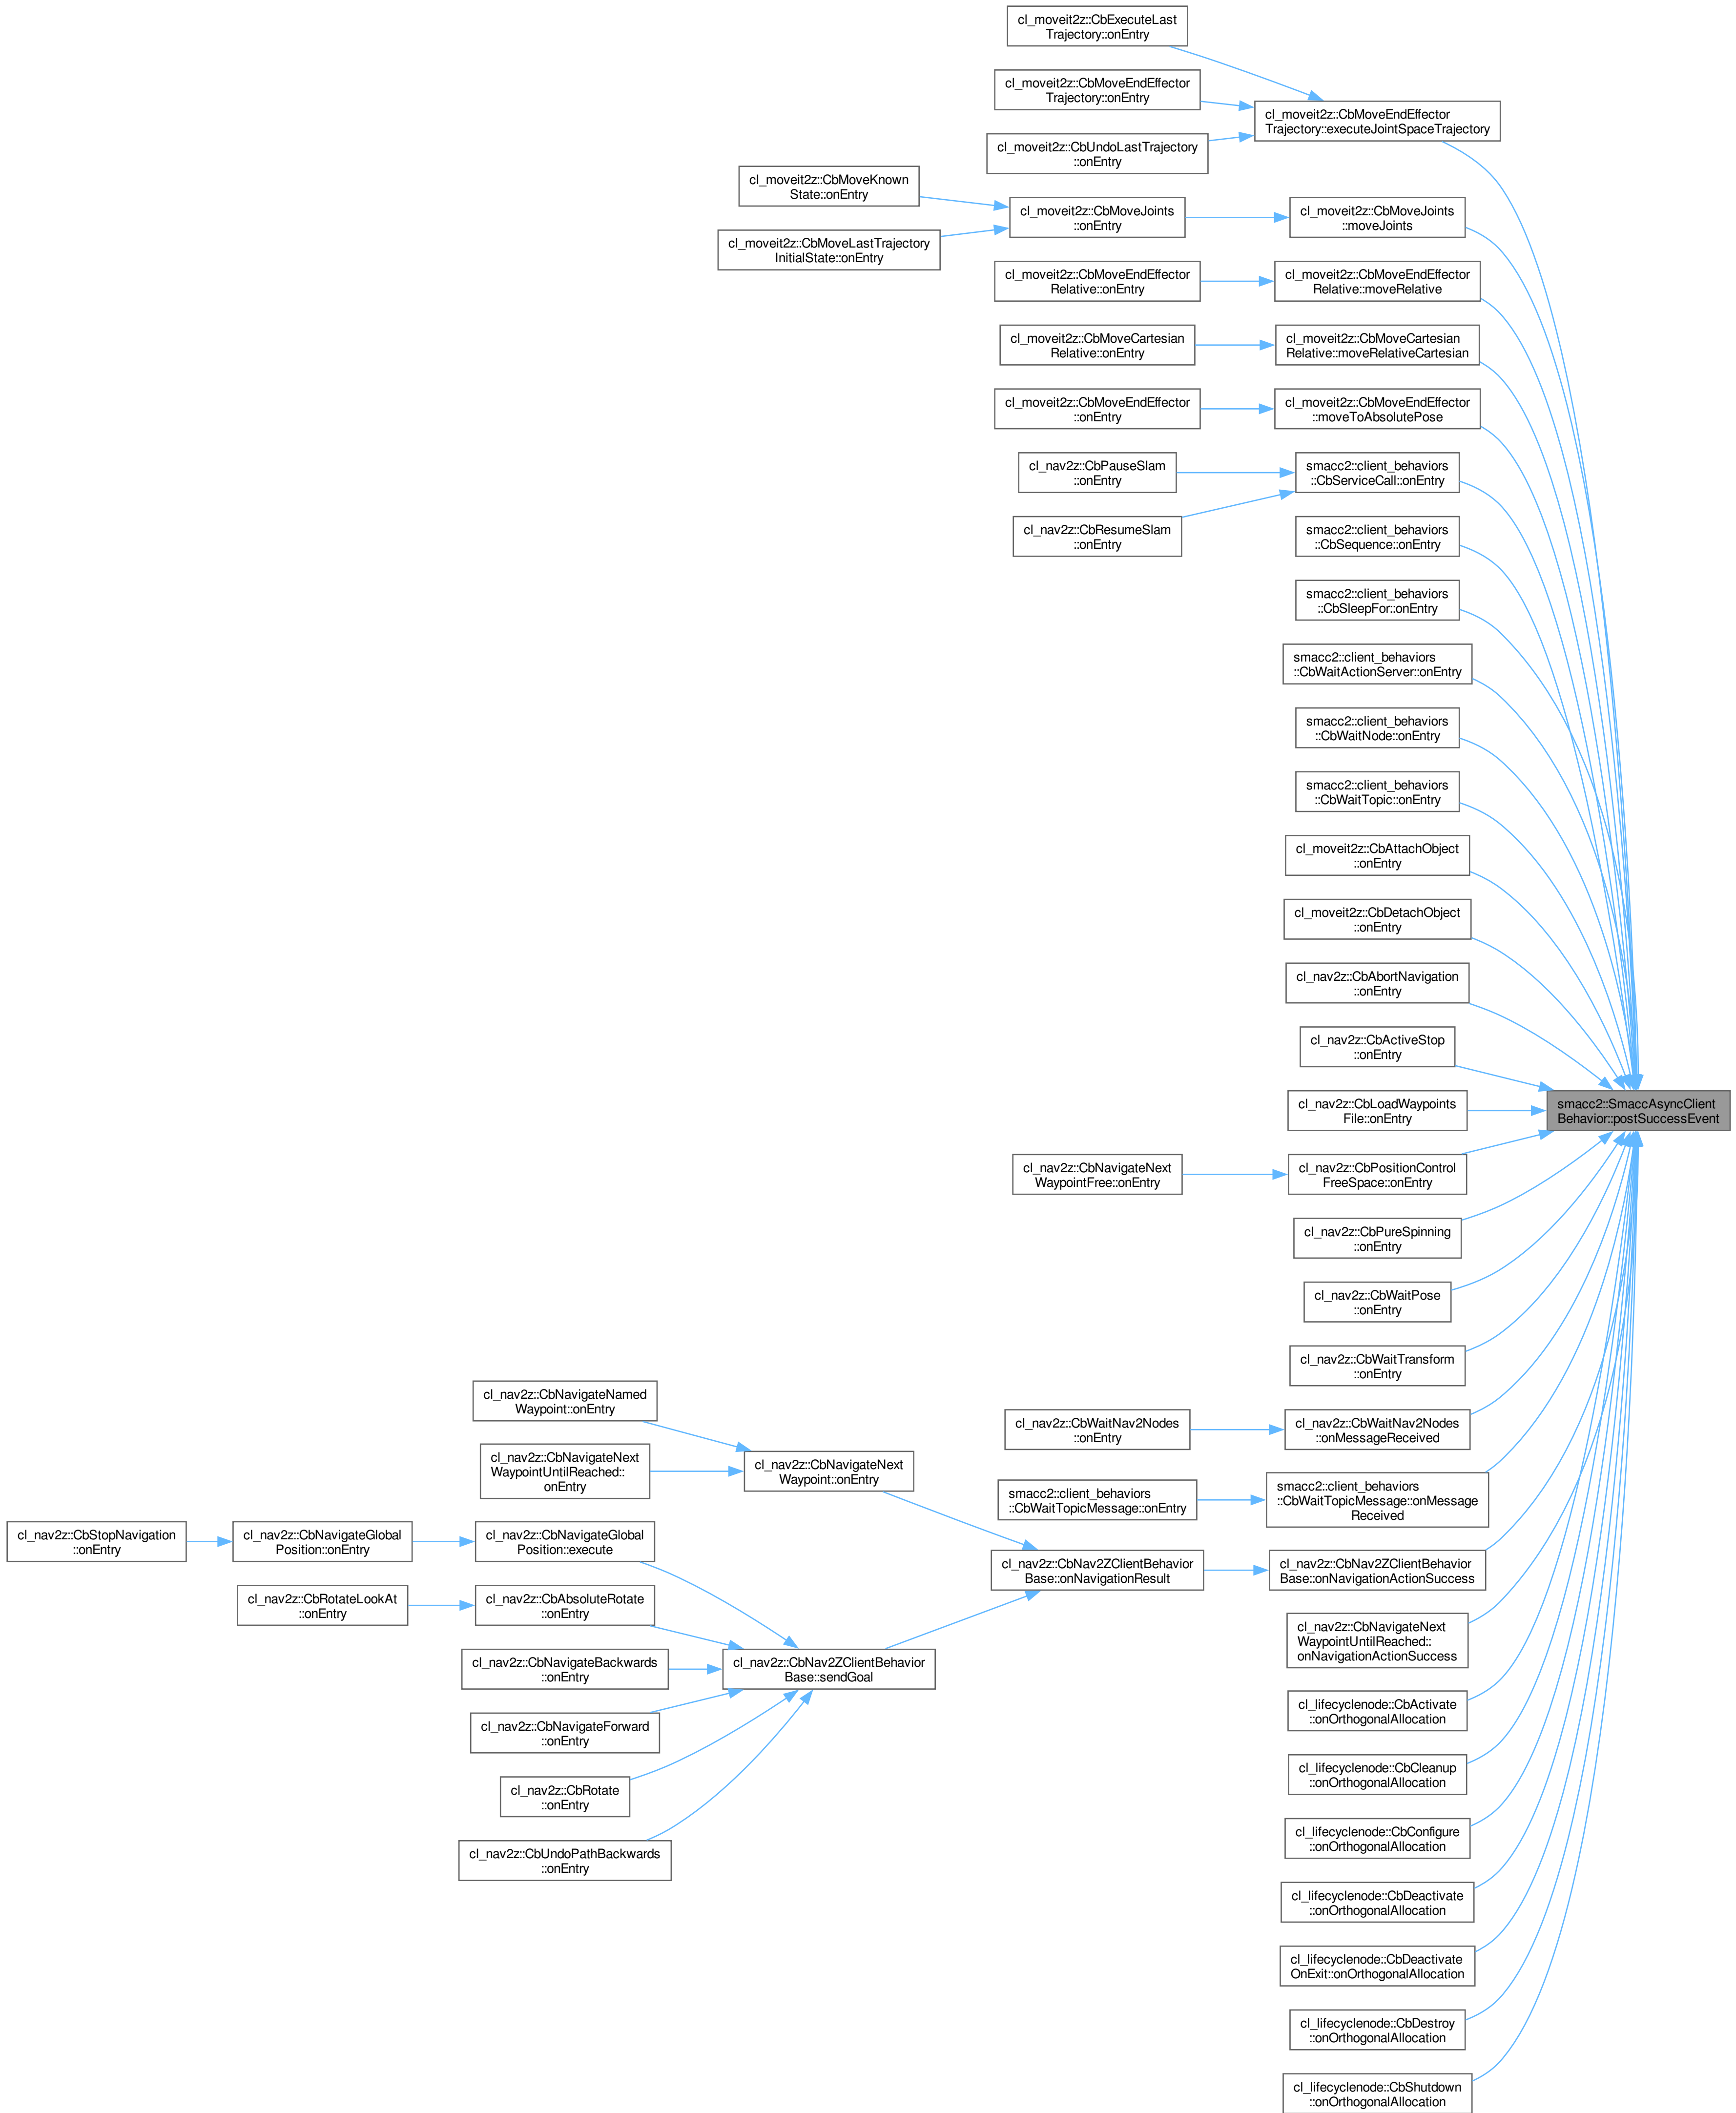 cl_moveit2z::CbExecuteLast
Trajectory::onEntry
cl_moveit2z::CbMoveEndEffector
Trajectory::onEntry
cl_moveit2z::CbMoveEndEffector
Trajectory::executeJointSpaceTrajectory
cl_moveit2z::CbUndoLastTrajectory
::onEntry
cl_moveit2z::CbMoveKnown
State::onEntry
cl_moveit2z::CbMoveJoints
::onEntry
cl_moveit2z::CbMoveJoints
::moveJoints
cl_moveit2z::CbMoveLastTrajectory
InitialState::onEntry
cl_moveit2z::CbMoveEndEffector
Relative::onEntry
cl_moveit2z::CbMoveEndEffector
Relative::moveRelative
cl_moveit2z::CbMoveCartesian
Relative::onEntry
cl_moveit2z::CbMoveCartesian
Relative::moveRelativeCartesian
cl_moveit2z::CbMoveEndEffector
::onEntry
cl_moveit2z::CbMoveEndEffector
::moveToAbsolutePose
cl_nav2z::CbPauseSlam
::onEntry
smacc2::client_behaviors
::CbServiceCall::onEntry
cl_nav2z::CbResumeSlam
::onEntry
smacc2::client_behaviors
::CbSequence::onEntry
smacc2::client_behaviors
::CbSleepFor::onEntry
smacc2::client_behaviors
::CbWaitActionServer::onEntry
smacc2::client_behaviors
::CbWaitNode::onEntry
smacc2::client_behaviors
::CbWaitTopic::onEntry
cl_moveit2z::CbAttachObject
::onEntry
cl_moveit2z::CbDetachObject
::onEntry
cl_nav2z::CbAbortNavigation
::onEntry
cl_nav2z::CbActiveStop
::onEntry
cl_nav2z::CbLoadWaypoints
File::onEntry
smacc2::SmaccAsyncClient
Behavior::postSuccessEvent
cl_nav2z::CbNavigateNext
WaypointFree::onEntry
cl_nav2z::CbPositionControl
FreeSpace::onEntry
cl_nav2z::CbPureSpinning
::onEntry
cl_nav2z::CbWaitPose
::onEntry
cl_nav2z::CbWaitTransform
::onEntry
cl_nav2z::CbNavigateNamed
Waypoint::onEntry
cl_nav2z::CbWaitNav2Nodes
::onEntry
cl_nav2z::CbWaitNav2Nodes
::onMessageReceived
cl_nav2z::CbNavigateNext
WaypointUntilReached::
onEntry
cl_nav2z::CbNavigateNext
Waypoint::onEntry
smacc2::client_behaviors
::CbWaitTopicMessage::onEntry
smacc2::client_behaviors
::CbWaitTopicMessage::onMessage
Received
cl_nav2z::CbStopNavigation
::onEntry
cl_nav2z::CbNavigateGlobal
Position::onEntry
cl_nav2z::CbNavigateGlobal
Position::execute
cl_nav2z::CbNav2ZClientBehavior
Base::onNavigationResult
cl_nav2z::CbNav2ZClientBehavior
Base::onNavigationActionSuccess
cl_nav2z::CbRotateLookAt
::onEntry
cl_nav2z::CbAbsoluteRotate
::onEntry
cl_nav2z::CbNavigateNext
WaypointUntilReached::
onNavigationActionSuccess
cl_nav2z::CbNavigateBackwards
::onEntry
cl_nav2z::CbNav2ZClientBehavior
Base::sendGoal
cl_lifecyclenode::CbActivate
::onOrthogonalAllocation
cl_nav2z::CbNavigateForward
::onEntry
cl_lifecyclenode::CbCleanup
::onOrthogonalAllocation
cl_nav2z::CbRotate
::onEntry
cl_lifecyclenode::CbConfigure
::onOrthogonalAllocation
cl_nav2z::CbUndoPathBackwards
::onEntry
cl_lifecyclenode::CbDeactivate
::onOrthogonalAllocation
cl_lifecyclenode::CbDeactivate
OnExit::onOrthogonalAllocation
cl_lifecyclenode::CbDestroy
::onOrthogonalAllocation
cl_lifecyclenode::CbShutdown
::onOrthogonalAllocation